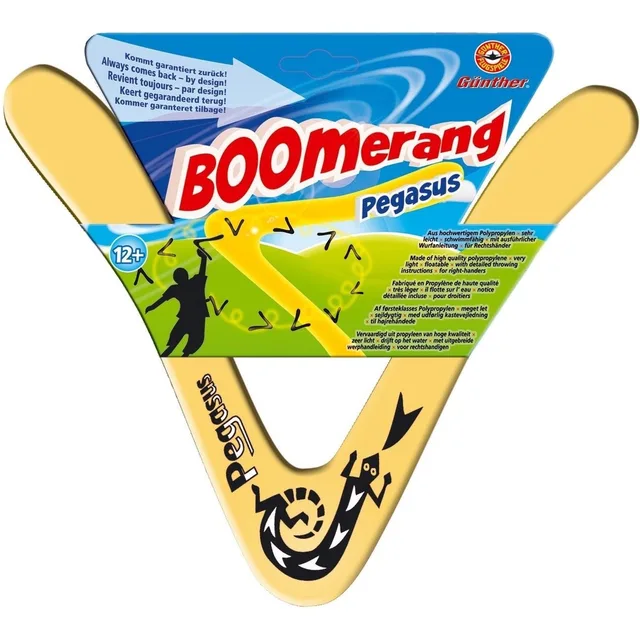 Kommt garantiert zurück!
Always comes back – by design!
Revient toujours – par design!
Keert gegarandeerd terug!
Kommer garanteret tilbage!
GÜNTHER
FLUGSPIELE
Günther.
BOOmerang
Pegasus
12+
Aus hochwertigem Polypropylen × sehr
leicht × schwimmfähig × mit ausführlicher
Wurfanleitung × für Rechtshänder
Made of high quality polypropylene × very
light × floatable × with detailed throwing
instructions × for right-handers
Fabriqué en Propylène de haute qualité
× très léger × il flotte sur l' eau × notice
détaillée incluse × pour droitiers
Af førsteklasses Polypropylen × meget let
× sejldygtig × med udførlig kastevejledning
× til højrehåndede
Vervaardigd uit propyleen van hoge kwaliteit ×
zeer licht × drijft op het water × met uitgebreide
werphandleiding × voor rechtshandigen
Pegasus